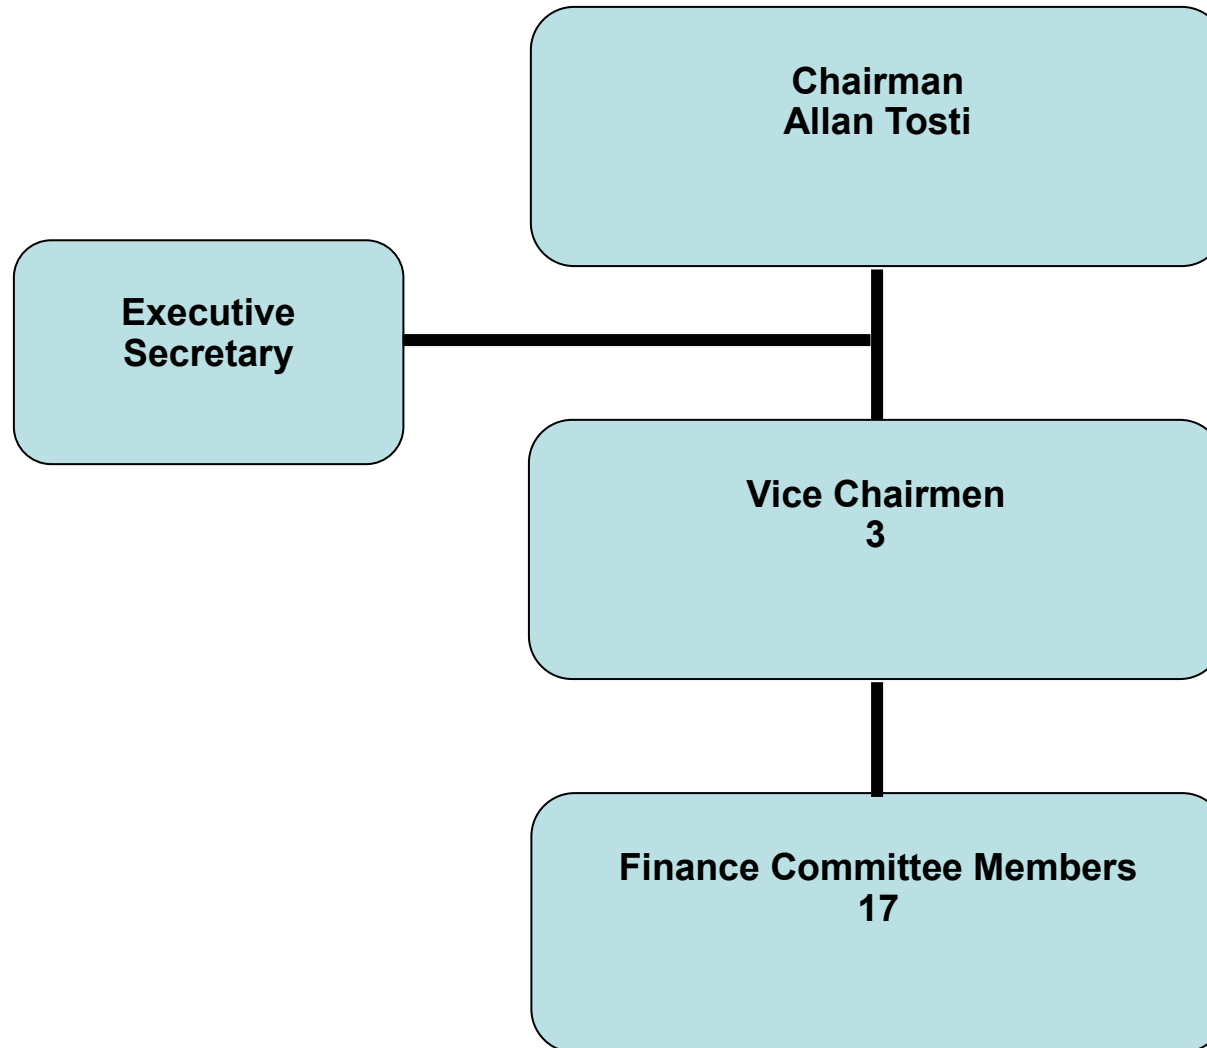 Chairman
Allan Tosti
Executive
Secretary
Vice Chairmen
3
Finance Committee Members
17